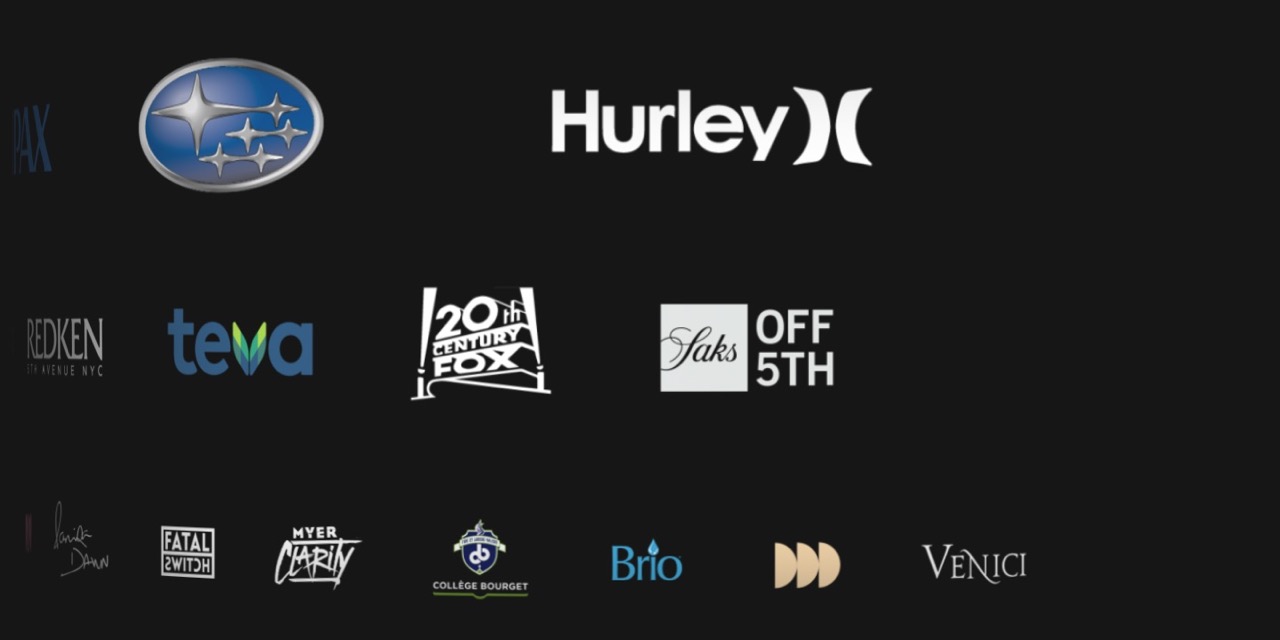 PAX
Hurley
REDKEN
5TH AVENUE NYC
teva
20th
CENTURY
FOX
Saks
OFF
5TH
DAWN
FATAL
SWITCH
MYER
CLARITY
COLLÈGE BOURGET
Brio
VENICI